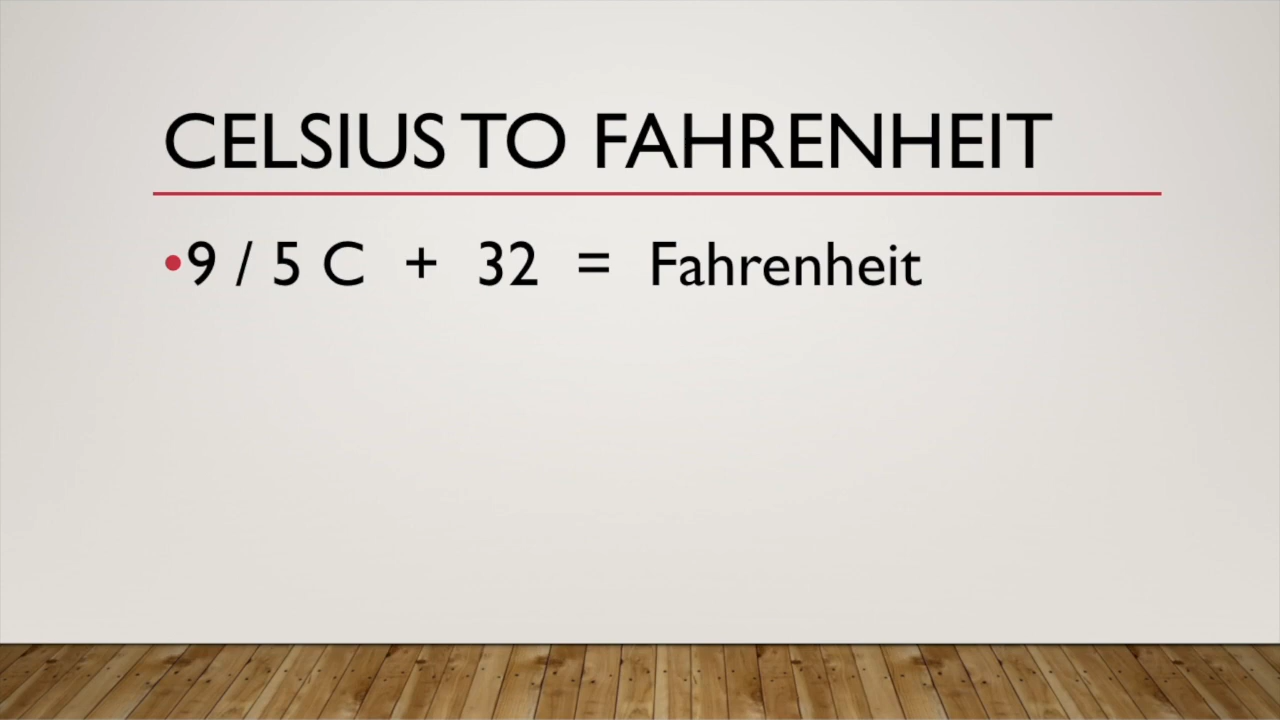 CELSIUS TO FAHRENHEIT
•9 / 5 C + 32 = Fahrenheit